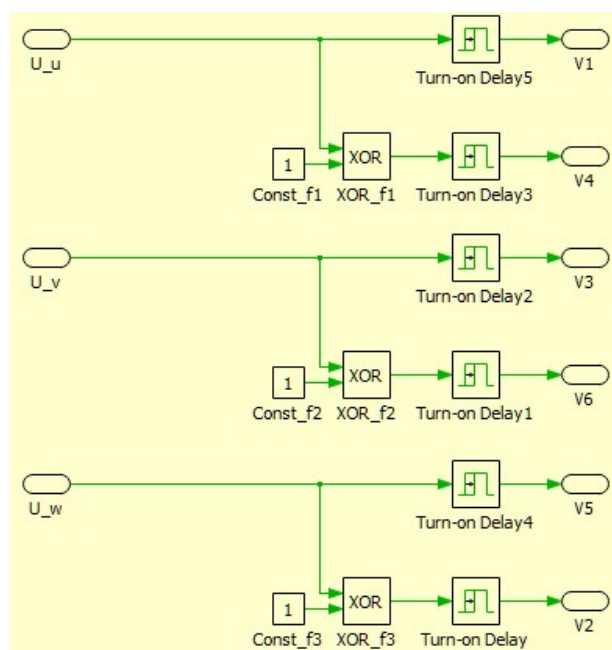 U_u
Turn-on Delay5
V1
1
XOR
Const_f1
XOR_f1
Turn-on Delay3
V4
U_v
Turn-on Delay2
V3
1
XOR
Const_f2
XOR_f2
Turn-on Delay1
V6
U_w
Turn-on Delay4
V5
1
XOR
Const_f3
XOR_f3
Turn-on Delay
V2